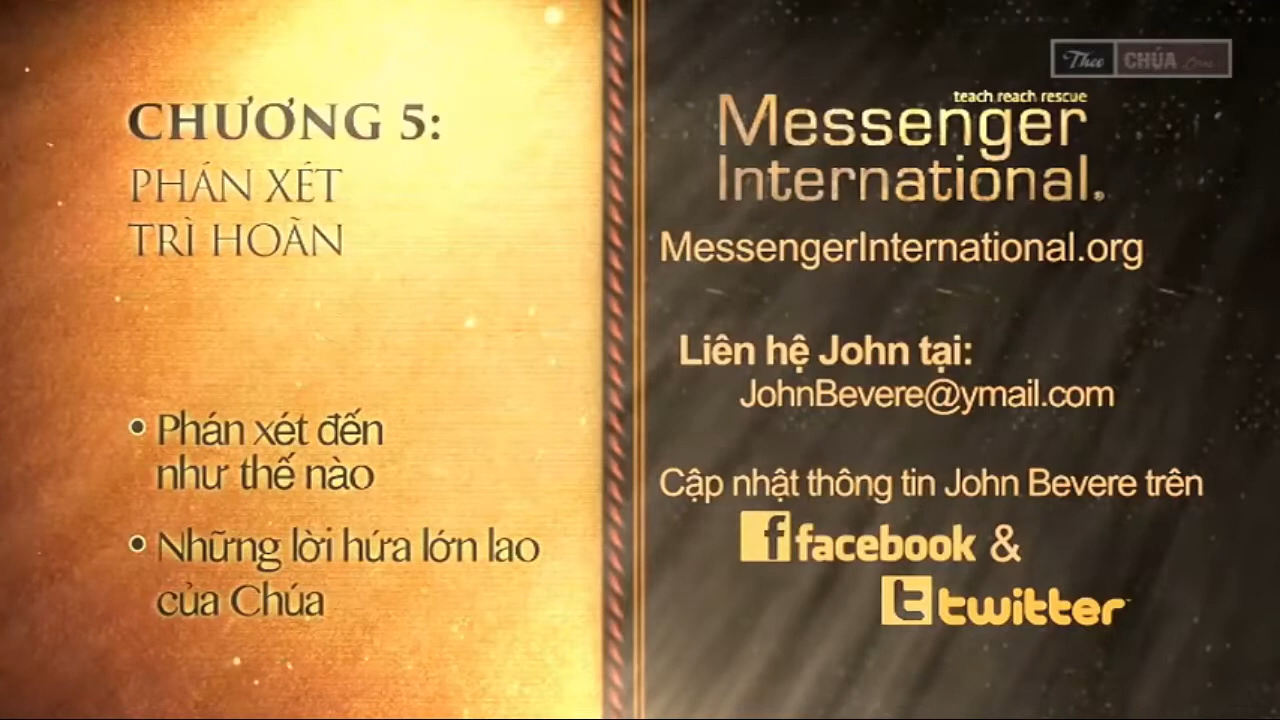 CHƯƠNG 5:
PHÁN XÉT
TRÌ HOÃN
• Phán xét đến
như thế nào
• Những lời hứa lớn lao
của Chúa
Theo CHÚA
teach reach rescue
Messenger
International®
MessengerInternational.org
Liên hệ John tại:
JohnBevere@ymail.com
Cập nhật thông tin John Bevere trên
facebook &
twitter